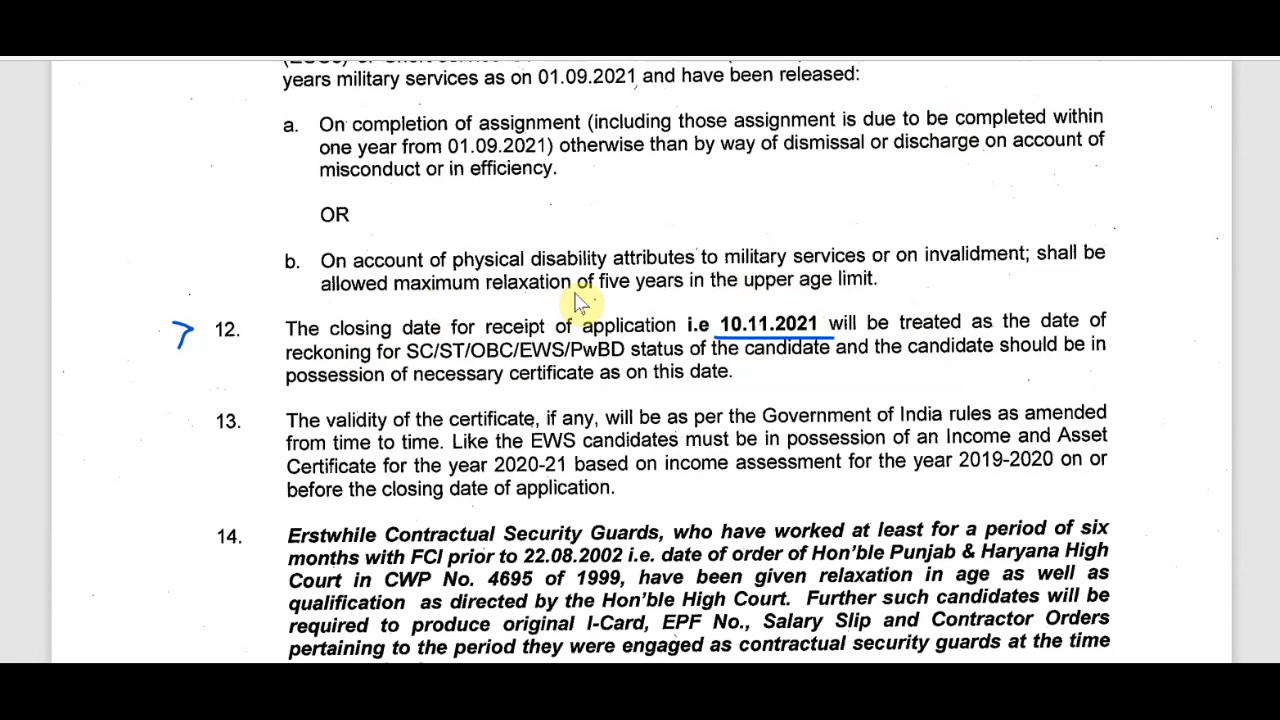 years military services as on 01.09.2021, and have been released:
a. On completion of assignment (including those assignment is due to be completed within
one year from 01.09.2021) otherwise than by way of dismissal or discharge on account of
misconduct or in efficiency.
OR
b. On account of physical disability attributes to military services or on invalidment; shall be
allowed maximum relaxation of five years in the upper age limit.
12. The closing date for receipt of application i.e 10.11.2021 will be treated as the date of
reckoning for SC/ST/OBC/EWS/PwBD status of the candidate and the candidate should be in
possession of necessary certificate as on this date.
13. The validity of the certificate, if any, will be as per the Government of India rules as amended
from time to time. Like the EWS candidates must be in possession of an Income and Asset
Certificate for the year 2020-21 based on income assessment for the year 2019-2020 on or
before the closing date of application.
14. Erstwhile Contractual Security Guards, who have worked at least for a period of six
months with FCI prior to 22.08.2002 i.e. date of order of Hon'ble Punjab & Haryana High
Court in CWP No. 4695 of 1999, have been given relaxation in age as well as
qualification as directed by the Hon'ble High Court. Further such candidates will be
required to produce original I-Card, EPF No., Salary Slip and Contractor Orders
pertaining to the period they were engaged as contractual security guards at the time